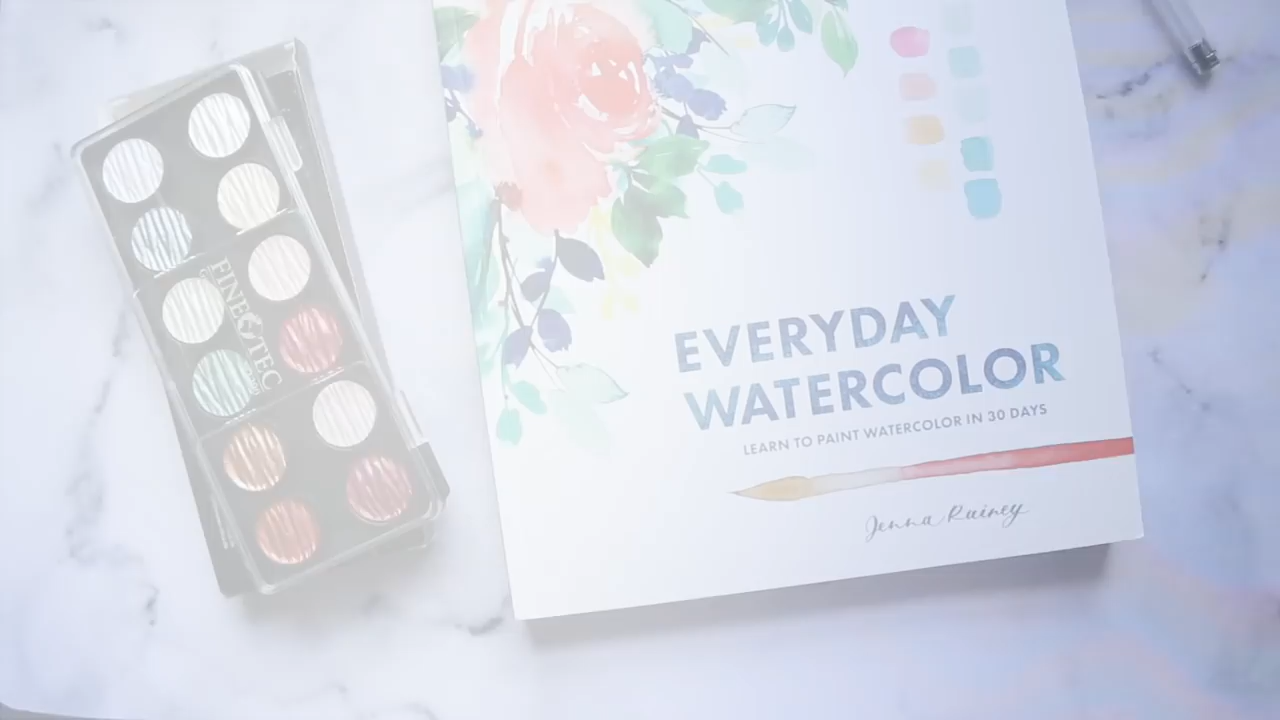 FINETEC
EVERYDAY
WATERCOLOR
LEARN TO PAINT WATERCOLOR IN 30 DAYS
Jenna Rainey